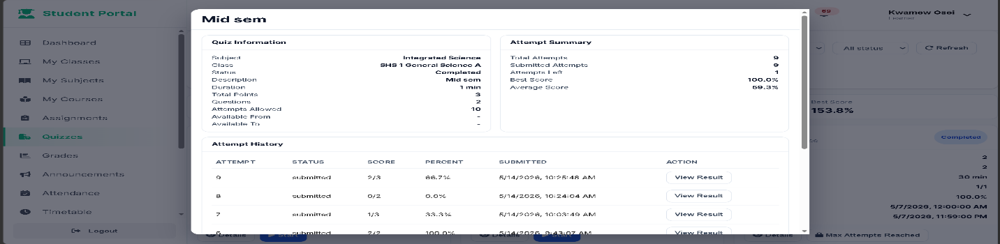 Student Portal
Dashboard
My Classes
My Subjects
My Courses
Assignments
Quizzes
Grades
Announcements
Attendance
Timetable
Logout
Mid sem
Quiz Information
Subject Integrated Science
Class SHS 1 General Science A
Status Completed
Description Mid sem
Duration 1 min
Total Points 3
Questions 2
Attempts Allowed 10
Available From -
Available To -
Attempt Summary
Total Attempts 9
Submitted Attempts 9
Attempts Left 1
Best Score 100.0%
Average Score 59.3%
Attempt History
ATTEMPT STATUS SCORE PERCENT SUBMITTED ACTION
9 submitted 2/3 66.7% 5/14/2026, 10:25:48 AM View Result
8 submitted 0/2 0.0% 5/14/2026, 10:24:04 AM View Result
7 submitted 1/3 33.3% 5/14/2026, 10:03:49 AM View Result
6 submitted 2/2 100.0% 5/14/2026, 9:43:07 AM View Result
Kwamew Osei
Learner
All status
Refresh
Best Score
153.8%
Completed
2
2
30 min
1/1
100.0%
5/7/2026, 12:00:00 AM
5/7/2026, 11:59:00 PM
Details Start
Details Start
Details Max Attempts Reached